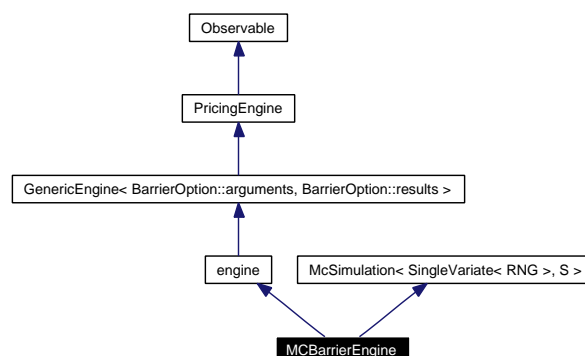 Observable
PricingEngine
GenericEngine< BarrierOption::arguments, BarrierOption::results >
engine
McSimulation< SingleVariate< RNG >, S >
MCBarrierEngine